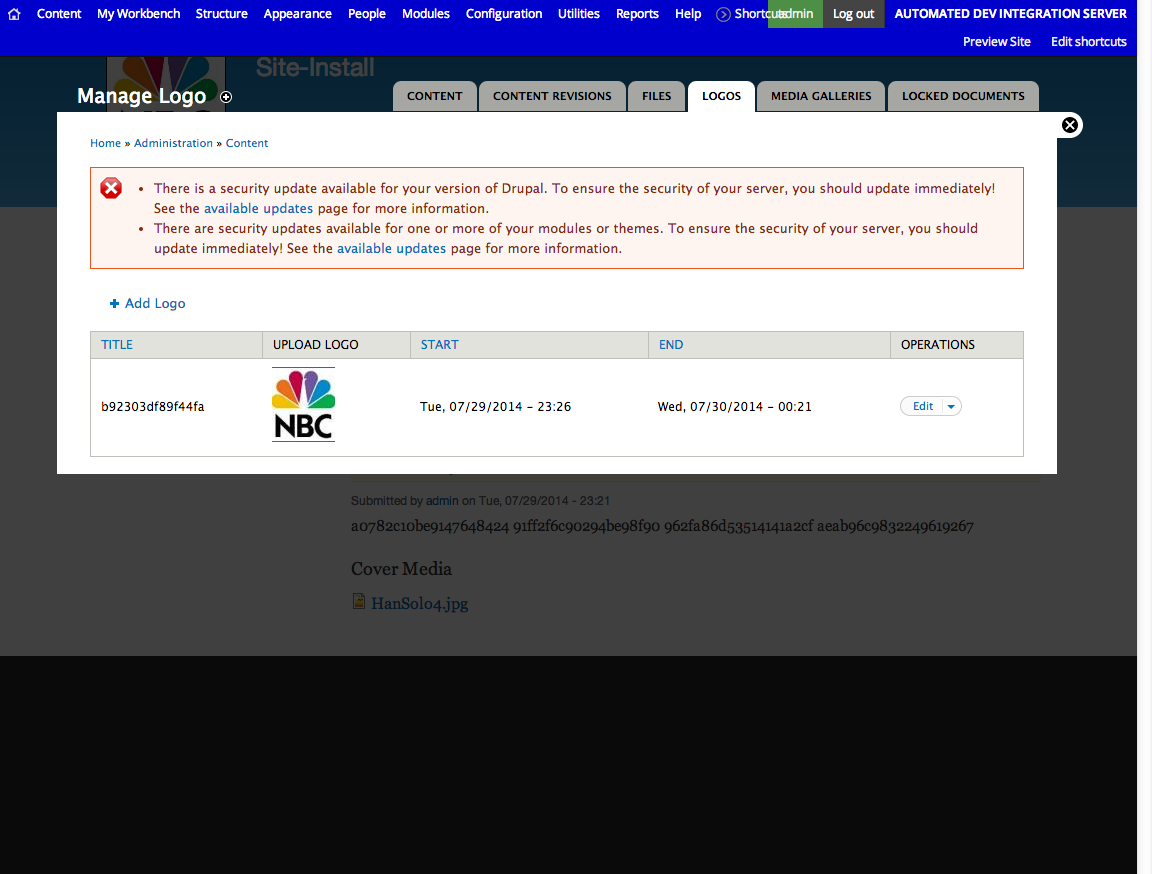 Content My Workbench Structure Appearance People Modules Configuration Utilities Reports Help Shortcuts admin Log out AUTOMATED DEV INTEGRATION SERVER
Preview Site Edit shortcuts
Site-Install
Manage Logo
CONTENT CONTENT REVISIONS FILES LOGOS MEDIA GALLERIES LOCKED DOCUMENTS
Home » Administration » Content
• There is a security update available for your version of Drupal. To ensure the security of your server, you should update immediately!
See the available updates page for more information.
• There are security updates available for one or more of your modules or themes. To ensure the security of your server, you should
update immediately! See the available updates page for more information.
Add Logo
TITLE UPLOAD LOGO START END OPERATIONS
b92303df89f44fa NBC Tue, 07/29/2014 - 23:26 Wed, 07/30/2014 - 00:21 Edit
Submitted by admin on Tue, 07/29/2014 - 23:21
a0782c10be9147648424 91ff2f6c90294be98f90 962fa86d53514141a2cf aeab96c9832249619267
Cover Media
HanSolo4.jpg